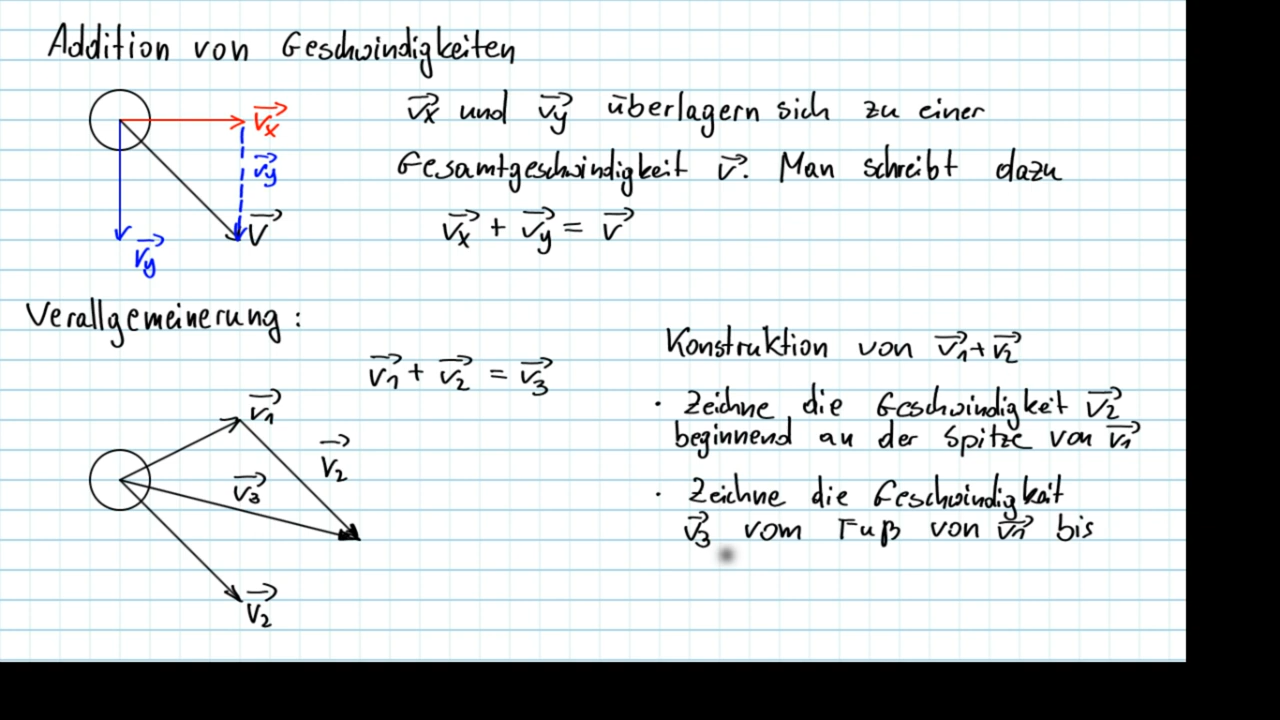 Addition von Geschwindigkeiten
v⃗x und v⃗y überlagern sich zu einer
v⃗x
Gesamtgeschwindigkeit v⃗. Man schreibt dazu
v⃗y
v⃗x + v⃗y = v⃗
v⃗
v⃗y
Verallgemeinerung:
v⃗1 + v⃗2 = v⃗3
v⃗1
v⃗2
v⃗3
v⃗2
Konstruktion von v⃗1 + v⃗2
· Zeichne die Geschwindigkeit v⃗2
beginnend an der Spitze von v⃗1
· Zeichne die Geschwindigkeit
v⃗3 vom Fuß von v⃗1 bis